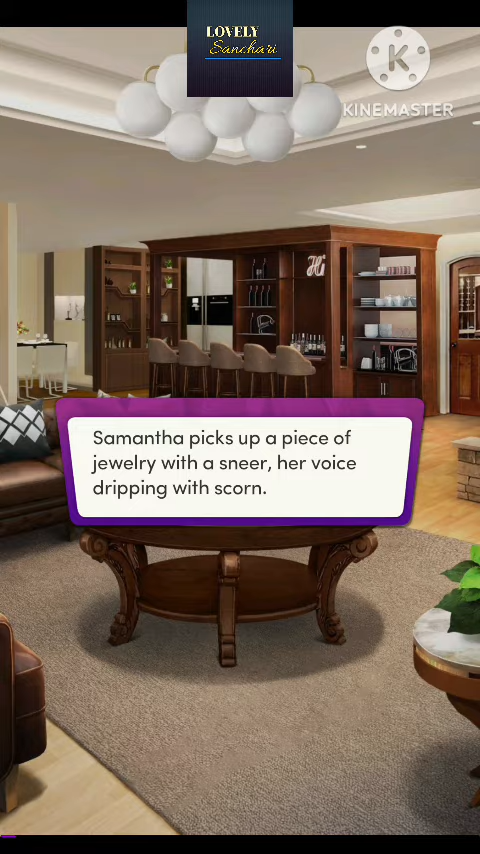 LOVELY
Sanchari
K
KINEMASTER
Hi
Samantha picks up a piece of
jewelry with a sneer, her voice
dripping with scorn.